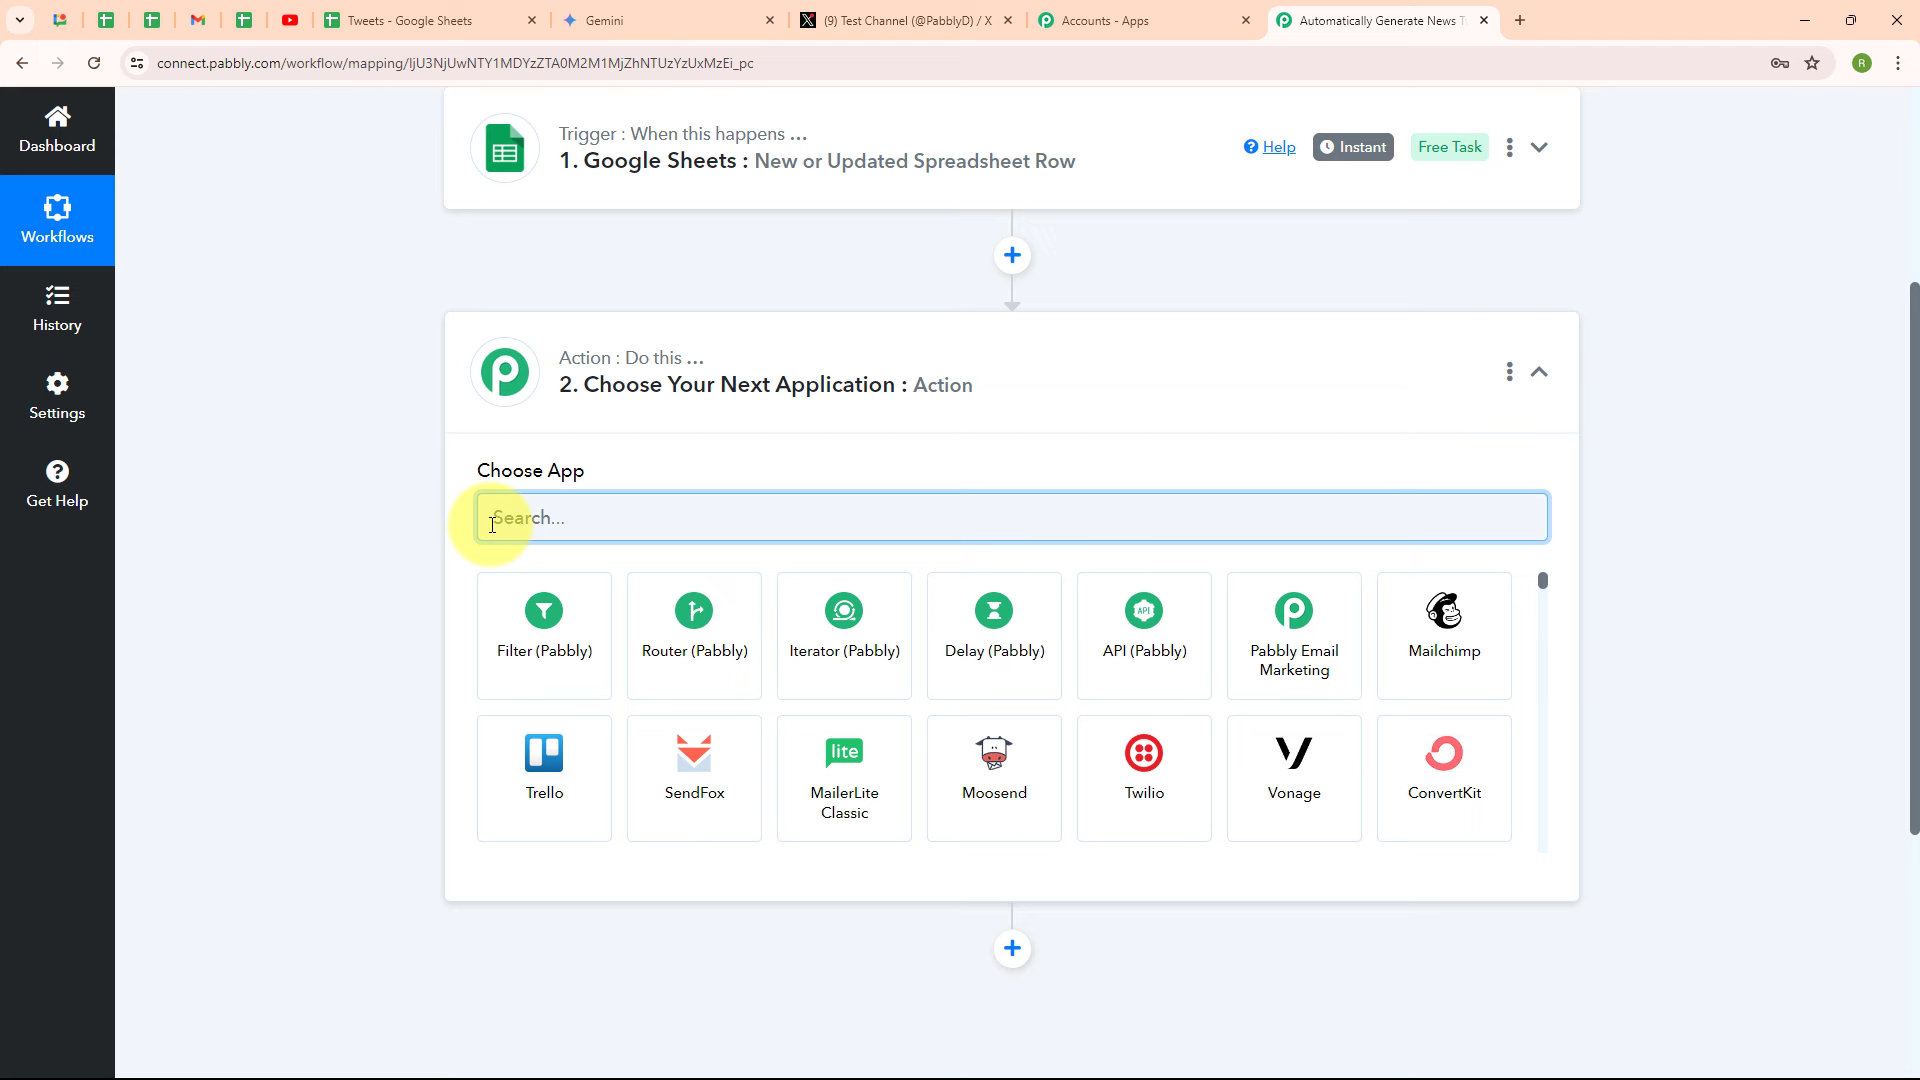 Tweets - Google Sheets
Gemini
(9) Test Channel (@PabblyD) / X
Accounts - Apps
Automatically Generate News T
connect.pabbly.com/workflow/mapping/IjU3NjUwNTY1MDYzZTA0M2M1MjZhNTUzYzUxMzEi_pc
R
Dashboard
Workflows
History
Settings
Get Help
Trigger : When this happens ...
1. Google Sheets : New or Updated Spreadsheet Row
Help
Instant
Free Task
Action : Do this ...
2. Choose Your Next Application : Action
Choose App
Search...
Filter (Pabbly)
Router (Pabbly)
Iterator (Pabbly)
Delay (Pabbly)
API
API (Pabbly)
Pabbly Email
Marketing
Mailchimp
Trello
SendFox
lite
MailerLite
Classic
Moosend
Twilio
Vonage
ConvertKit